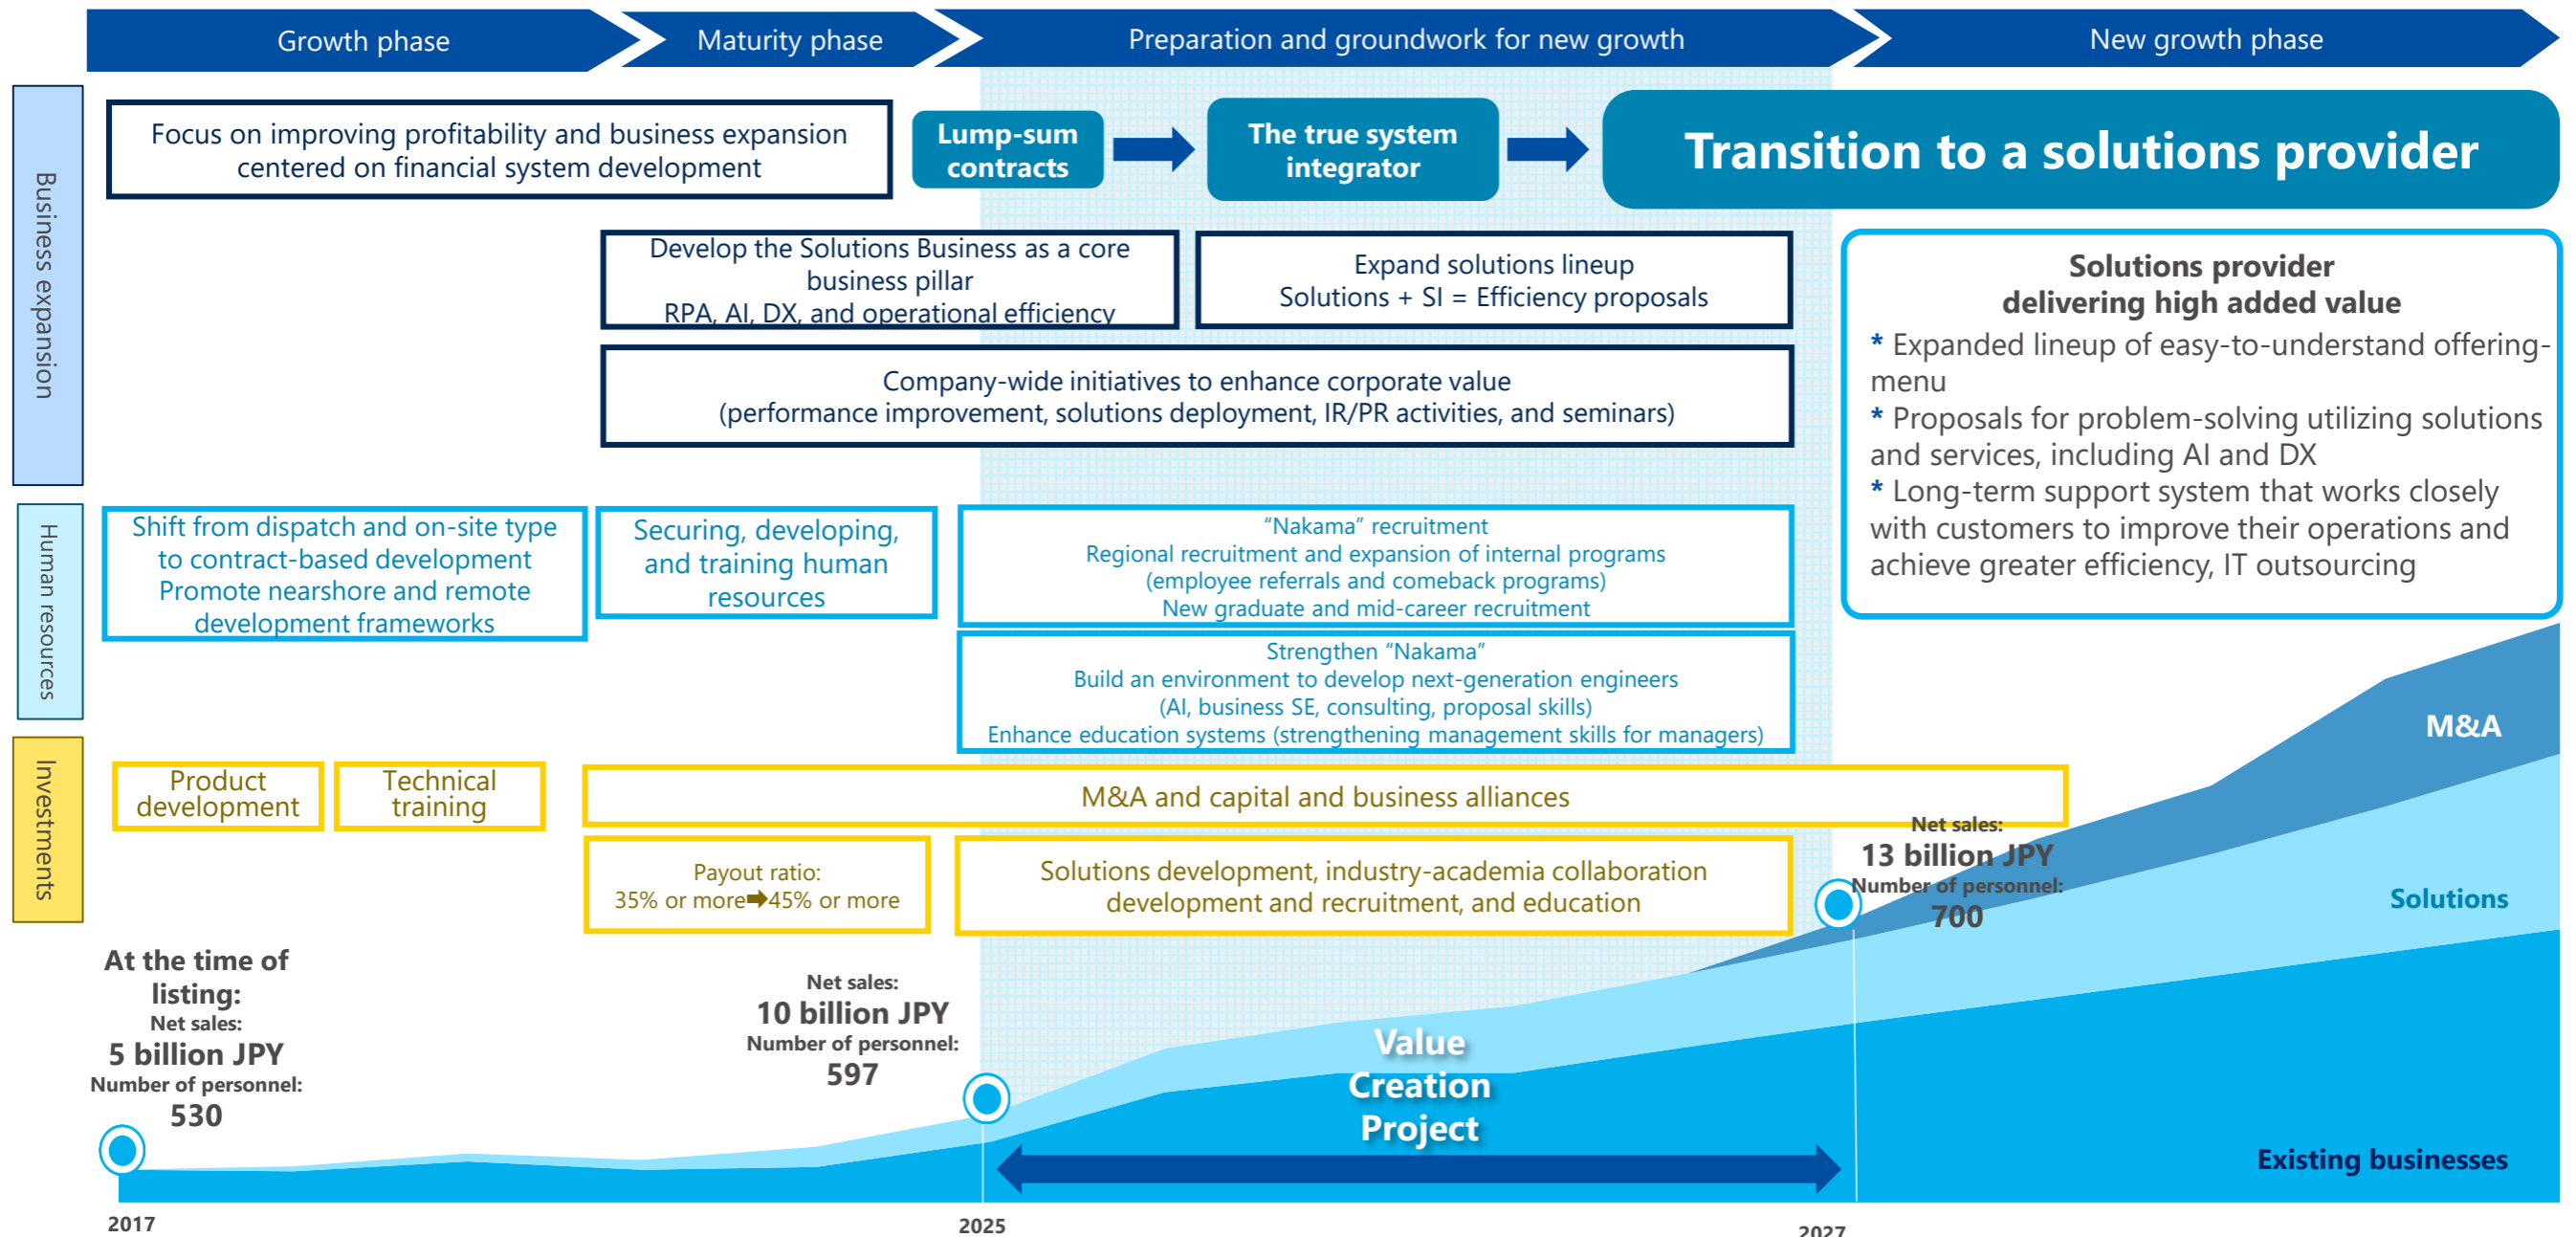 Growth phase
Maturity phase
Preparation and groundwork for new growth
New growth phase
Business expansion
Focus on improving profitability and business expansion
centered on financial system development
Lump-sum
contracts
The true system
integrator
Transition to a solutions provider
Develop the Solutions Business as a core
business pillar
RPA, AI, DX, and operational efficiency
Expand solutions lineup
Solutions + SI = Efficiency proposals
Company-wide initiatives to enhance corporate value
(performance improvement, solutions deployment, IR/PR activities, and seminars)
Solutions provider
delivering high added value
* Expanded lineup of easy-to-understand offering-
menu
* Proposals for problem-solving utilizing solutions
and services, including AI and DX
* Long-term support system that works closely
with customers to improve their operations and
achieve greater efficiency, IT outsourcing
Human resources
Shift from dispatch and on-site type
to contract-based development
Promote nearshore and remote
development frameworks
Securing, developing,
and training human
resources
“Nakama” recruitment
Regional recruitment and expansion of internal programs
(employee referrals and comeback programs)
New graduate and mid-career recruitment
Strengthen “Nakama”
Build an environment to develop next-generation engineers
(AI, business SE, consulting, proposal skills)
Enhance education systems (strengthening management skills for managers)
Investments
Product
development
Technical
training
M&A and capital and business alliances
Payout ratio:
35% or more➡45% or more
Solutions development, industry-academia collaboration
development and recruitment, and education
At the time of
listing:
Net sales:
5 billion JPY
Number of personnel:
530
Net sales:
10 billion JPY
Number of personnel:
597
Net sales:
13 billion JPY
Number of personnel:
700
M&A
Solutions
Existing businesses
Value
Creation
Project
2017
2025
2027